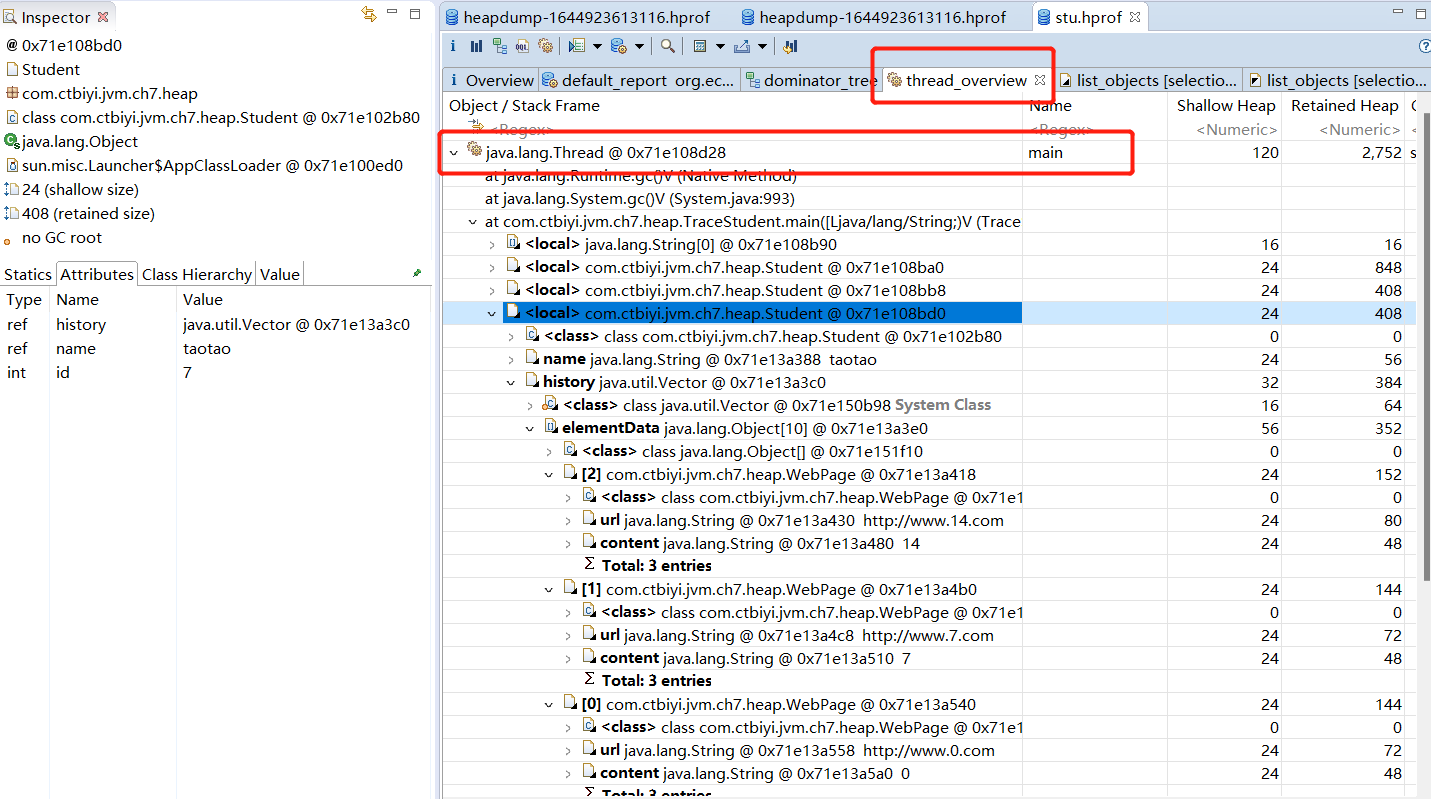 Inspector
@ 0x71e108bd0
Student
com.ctbiyi.jvm.ch7.heap
class com.ctbiyi.jvm.ch7.heap.Student @ 0x71e102b80
java.lang.Object
sun.misc.Launcher$AppClassLoader @ 0x71e100ed0
24 (shallow size)
408 (retained size)
no GC root
Statics Attributes Class Hierarchy Value
Type Name Value
ref history java.util.Vector @ 0x71e13a3c0
ref name taotao
int id 7
heapdump-1644923613116.hprof heapdump-1644923613116.hprof stu.hprof
i OQL
i Overview default_report org.ec... dominator_tree thread_overview list_objects [selectio... list_objects [selectio...
Object / Stack Frame Name Shallow Heap Retained Heap
<Regex> <Regex> <Numeric> <Numeric>
java.lang.Thread @ 0x71e108d28 main 120 2,752
at java.lang.Runtime.gc()V (Native Method)
at java.lang.System.gc()V (System.java:993)
at com.ctbiyi.jvm.ch7.heap.TraceStudent.main([Ljava/lang/String;)V (Trace
<local> java.lang.String[0] @ 0x71e108b90 16 16
<local> com.ctbiyi.jvm.ch7.heap.Student @ 0x71e108ba0 24 848
<local> com.ctbiyi.jvm.ch7.heap.Student @ 0x71e108bb8 24 408
<local> com.ctbiyi.jvm.ch7.heap.Student @ 0x71e108bd0 24 408
<class> class com.ctbiyi.jvm.ch7.heap.Student @ 0x71e102b80 0 0
name java.lang.String @ 0x71e13a388 taotao 24 56
history java.util.Vector @ 0x71e13a3c0 32 384
<class> class java.util.Vector @ 0x71e150b98 System Class 16 64
elementData java.lang.Object[10] @ 0x71e13a3e0 56 352
<class> class java.lang.Object[] @ 0x71e151f10 0 0
[2] com.ctbiyi.jvm.ch7.heap.WebPage @ 0x71e13a418 24 152
<class> class com.ctbiyi.jvm.ch7.heap.WebPage @ 0x71e1 0 0
url java.lang.String @ 0x71e13a430 http://www.14.com 24 80
content java.lang.String @ 0x71e13a480 14 24 48
Σ Total: 3 entries
[1] com.ctbiyi.jvm.ch7.heap.WebPage @ 0x71e13a4b0 24 144
<class> class com.ctbiyi.jvm.ch7.heap.WebPage @ 0x71e1 0 0
url java.lang.String @ 0x71e13a4c8 http://www.7.com 24 72
content java.lang.String @ 0x71e13a510 7 24 48
Σ Total: 3 entries
[0] com.ctbiyi.jvm.ch7.heap.WebPage @ 0x71e13a540 24 144
<class> class com.ctbiyi.jvm.ch7.heap.WebPage @ 0x71e1 0 0
url java.lang.String @ 0x71e13a558 http://www.0.com 24 72
content java.lang.String @ 0x71e13a5a0 0 24 48
Σ Total: 3 entries